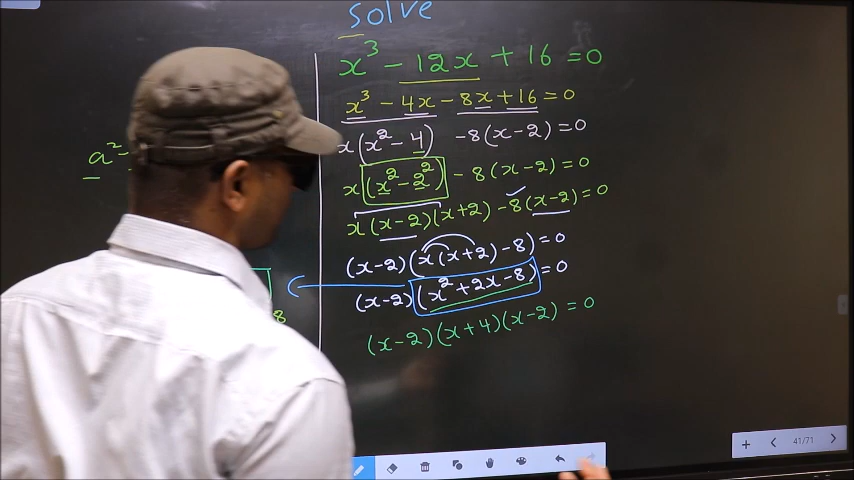 Solve
x³ - 12x + 16 = 0
x³ - 4x - 8x + 16 = 0
x(x² - 4) - 8(x - 2) = 0
a² -
x(x² - 2²) - 8(x - 2) = 0
x(x - 2)(x + 2) - 8(x - 2) = 0
(x - 2)(x(x + 2) - 8) = 0
(x - 2)(x² + 2x - 8) = 0
8
(x - 2)(x + 4)(x - 2) = 0
41/71